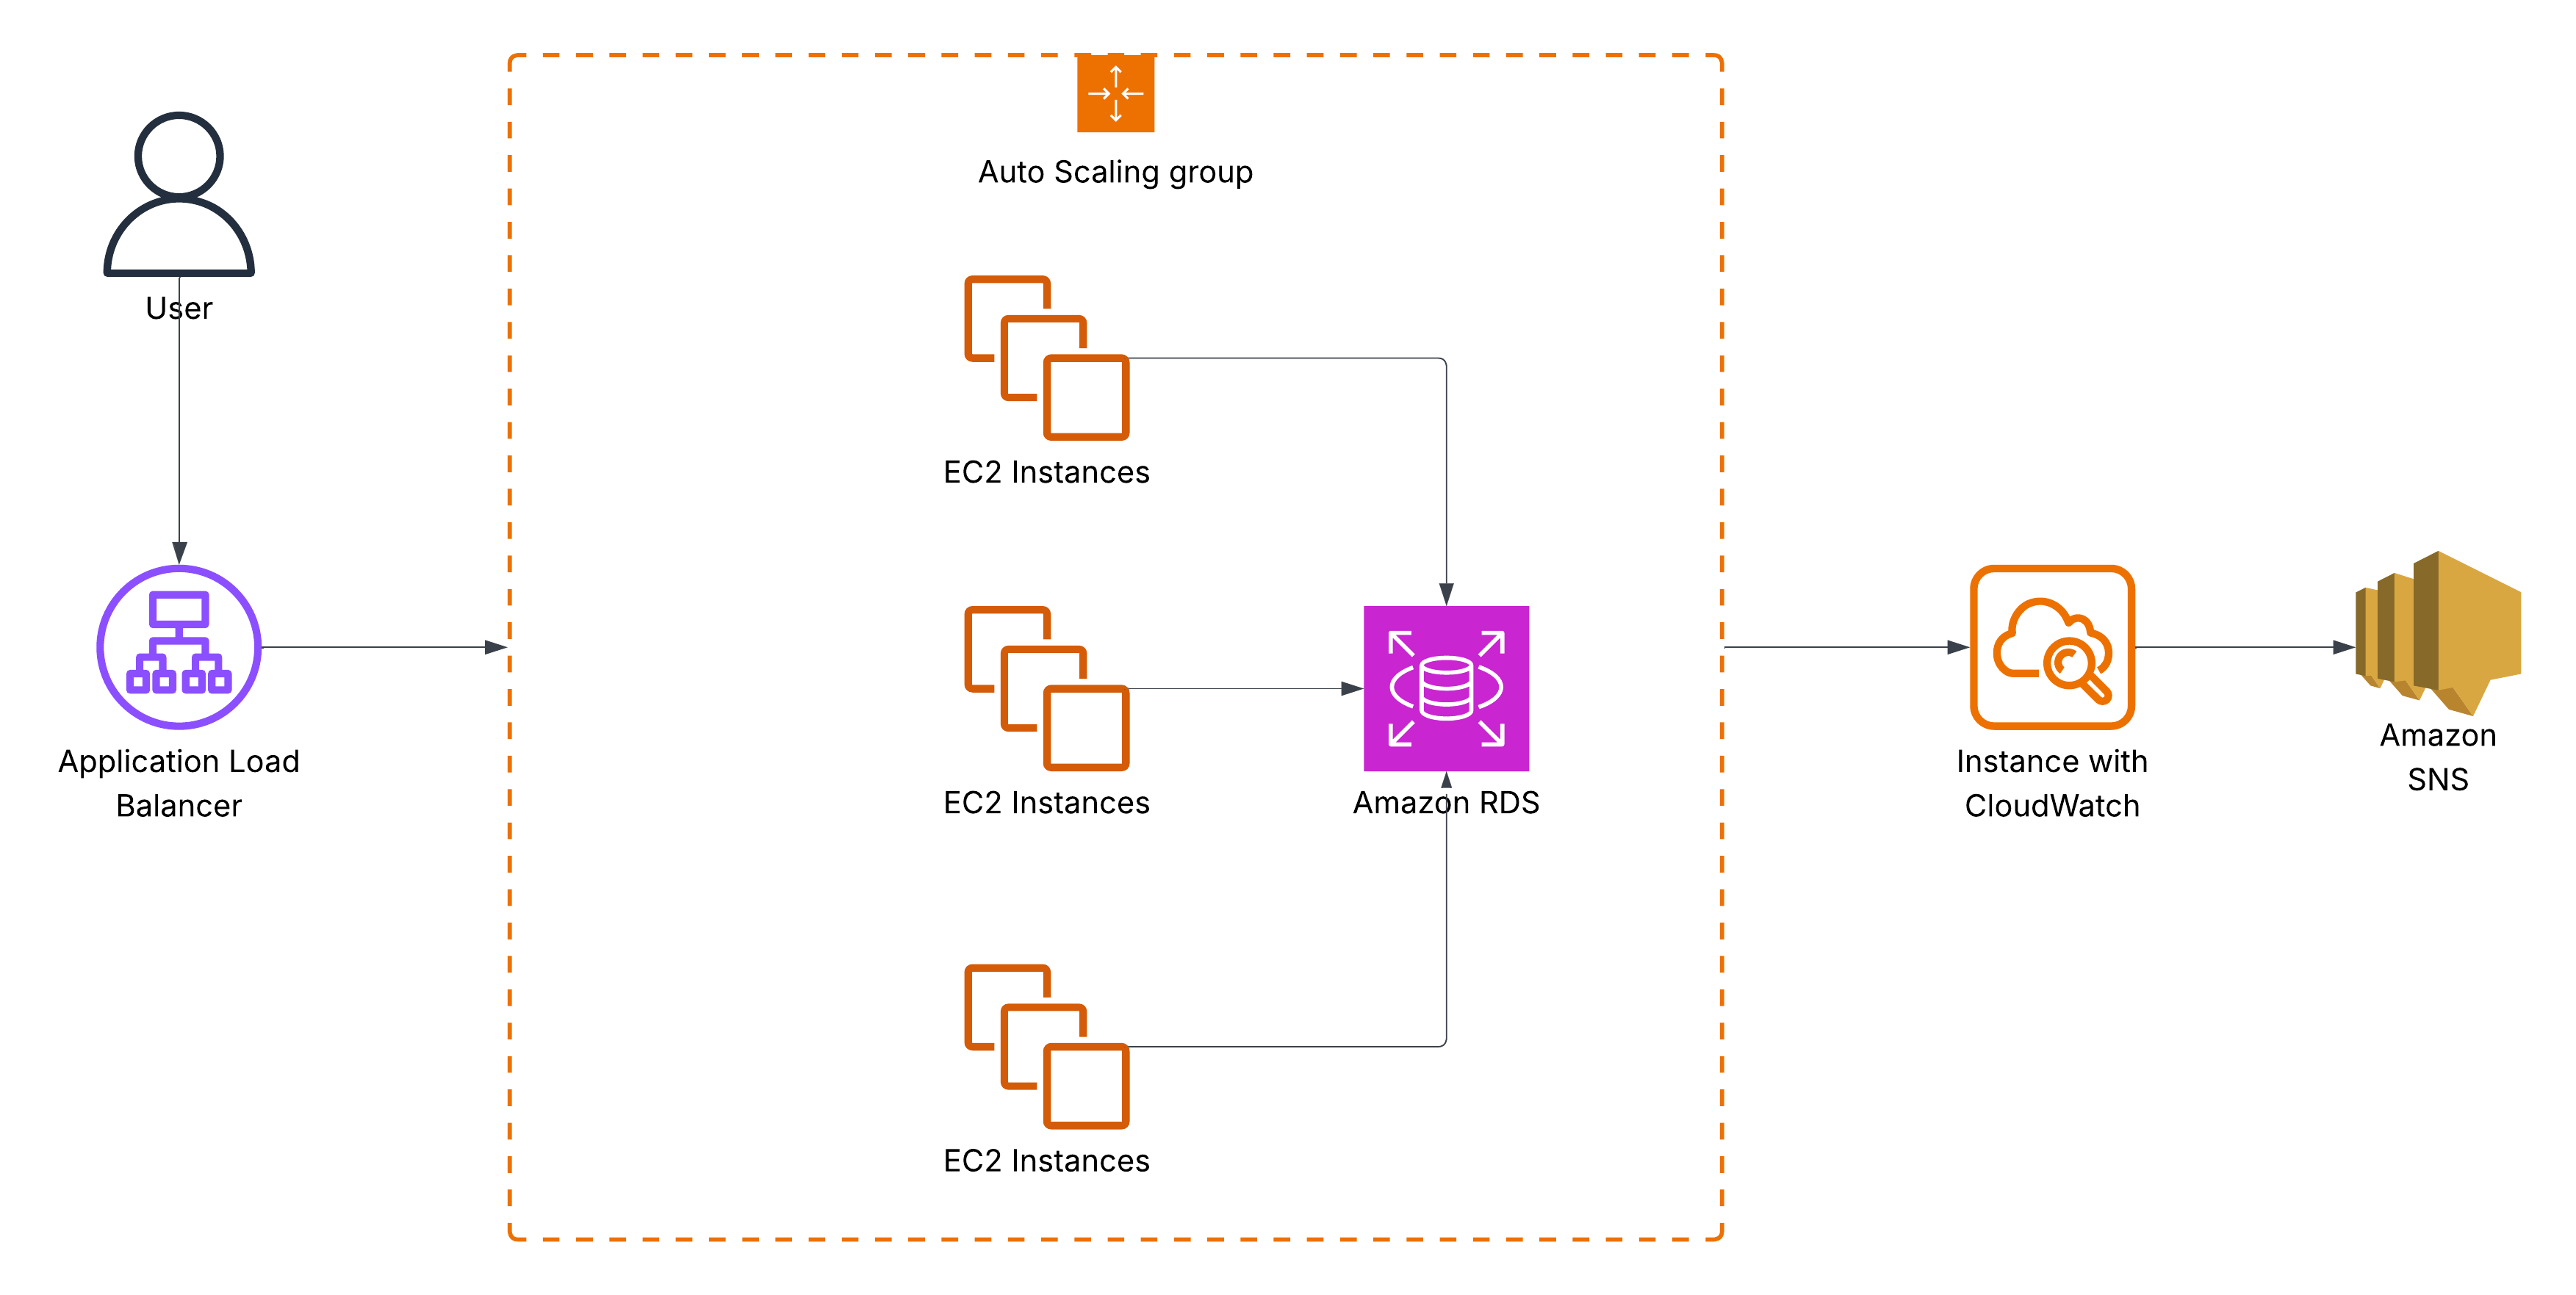 Auto Scaling group
User
EC2 Instances
Application Load
Balancer
EC2 Instances
Amazon RDS
Instance with
CloudWatch
Amazon
SNS
EC2 Instances